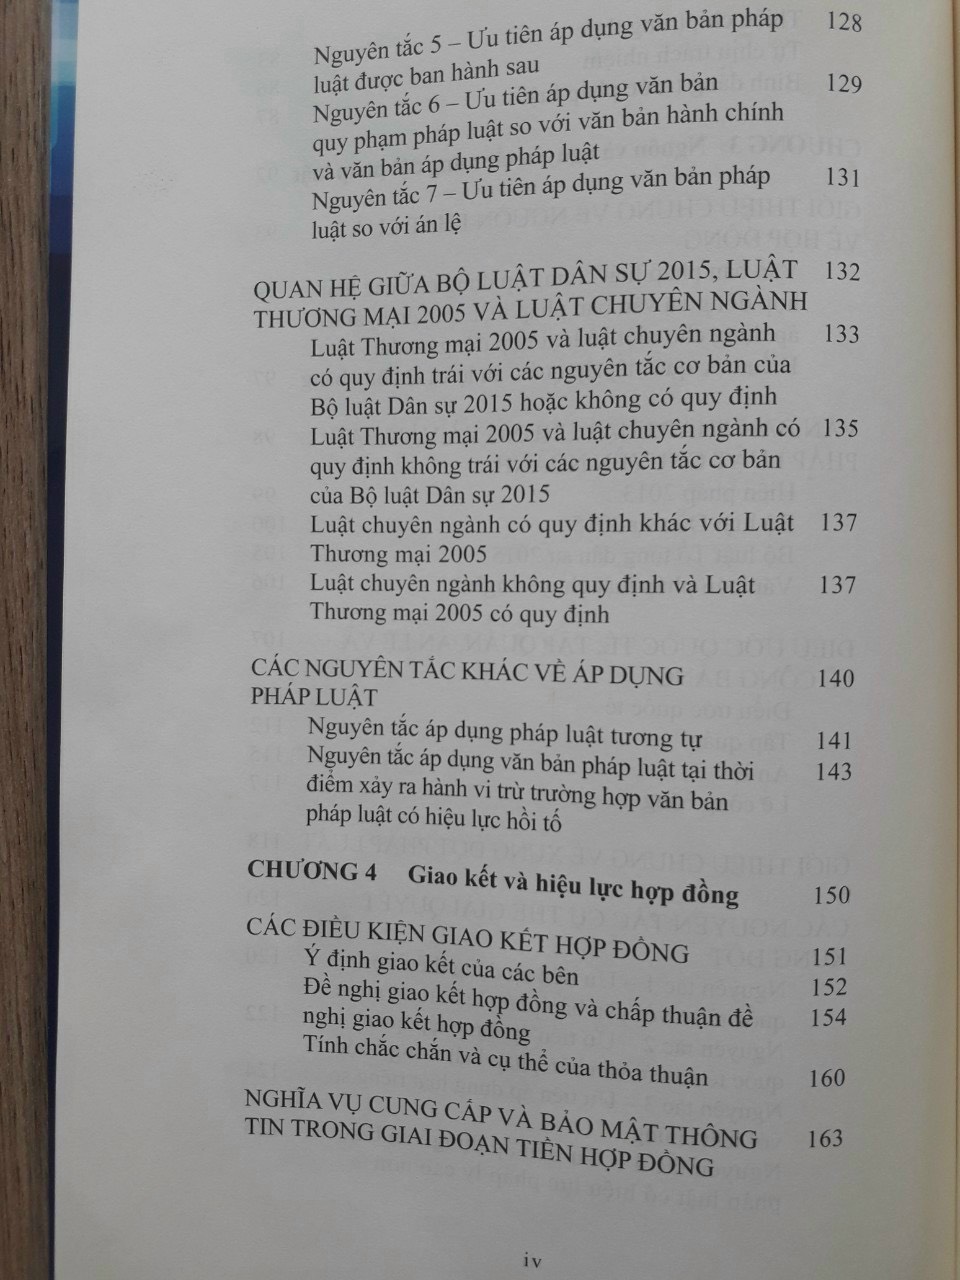 Nguyên tắc 5 – Ưu tiên áp dụng văn bản pháp 128
luật được ban hành sau
Nguyên tắc 6 – Ưu tiên áp dụng văn bản 129
quy phạm pháp luật so với văn bản hành chính
và văn bản áp dụng pháp luật
Nguyên tắc 7 – Ưu tiên áp dụng văn bản pháp 131
luật so với án lệ
QUAN HỆ GIỮA BỘ LUẬT DÂN SỰ 2015, LUẬT 132
THƯƠNG MẠI 2005 VÀ LUẬT CHUYÊN NGÀNH
Luật Thương mại 2005 và luật chuyên ngành 133
có quy định trái với các nguyên tắc cơ bản của
Bộ luật Dân sự 2015 hoặc không có quy định
Luật Thương mại 2005 và luật chuyên ngành có 135
quy định không trái với các nguyên tắc cơ bản
của Bộ luật Dân sự 2015
Luật chuyên ngành có quy định khác với Luật 137
Thương mại 2005
Luật chuyên ngành không quy định và Luật 137
Thương mại 2005 có quy định
CÁC NGUYÊN TẮC KHÁC VỀ ÁP DỤNG 140
PHÁP LUẬT
Nguyên tắc áp dụng pháp luật tương tự 141
Nguyên tắc áp dụng văn bản pháp luật tại thời 143
điểm xảy ra hành vi trừ trường hợp văn bản
pháp luật có hiệu lực hồi tố
CHƯƠNG 4 Giao kết và hiệu lực hợp đồng 150
CÁC ĐIỀU KIỆN GIAO KẾT HỢP ĐỒNG 151
Ý định giao kết của các bên 152
Đề nghị giao kết hợp đồng và chấp thuận đề 154
nghị giao kết hợp đồng
Tính chắc chắn và cụ thể của thỏa thuận 160
NGHĨA VỤ CUNG CẤP VÀ BẢO MẬT THÔNG 163
TIN TRONG GIAI ĐOẠN TIỀN HỢP ĐỒNG
iv